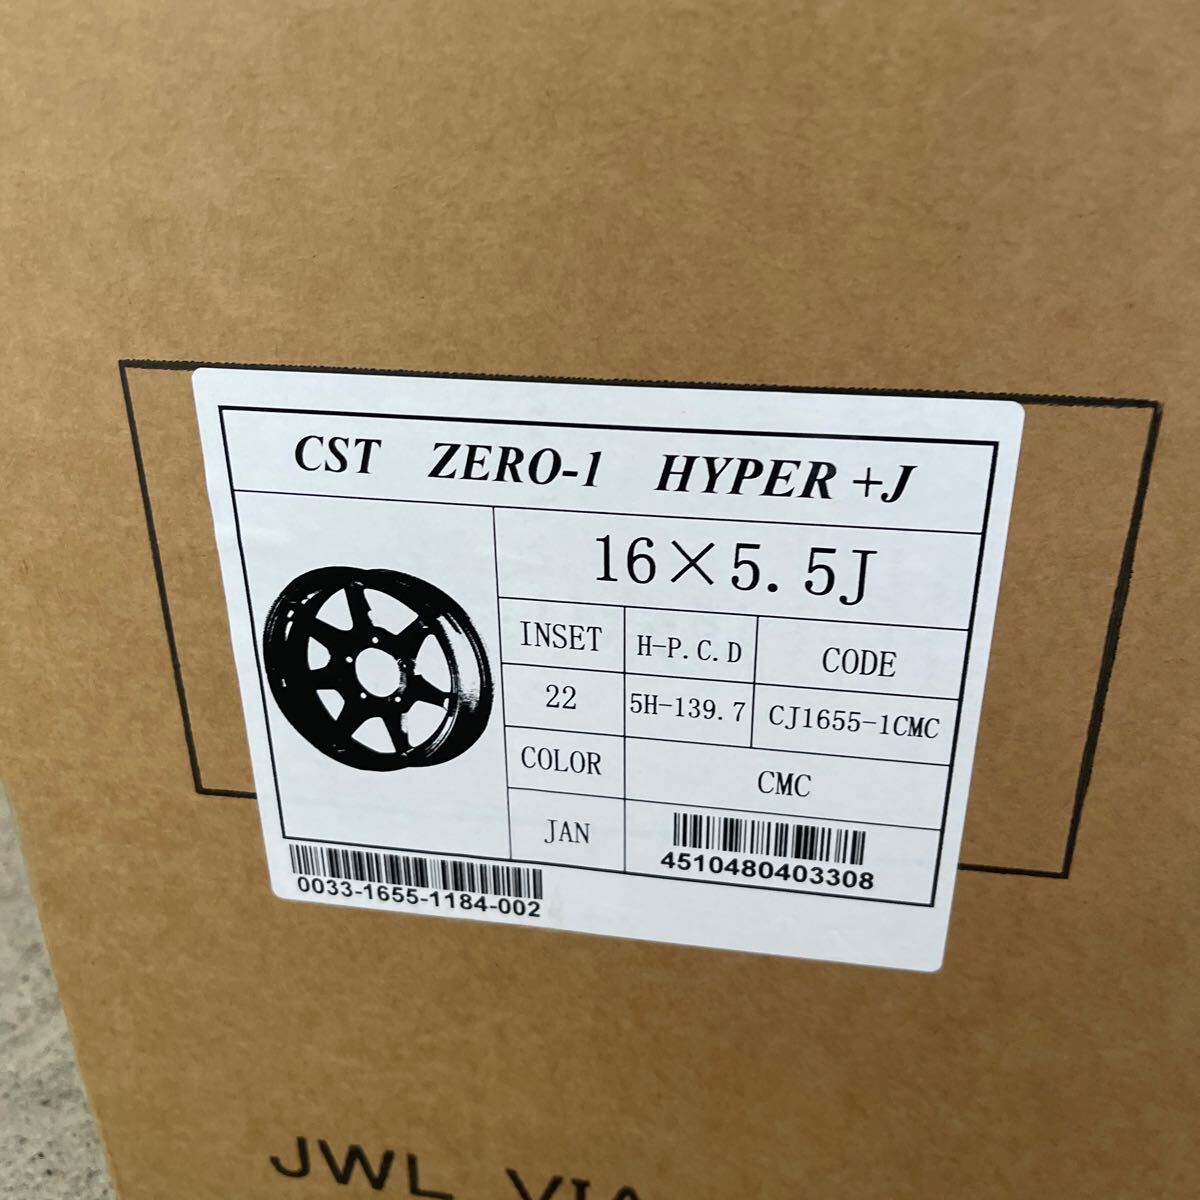 CST ZERO-1 HYPER +J
16×5.5J
INSET H-P.C.D CODE
22 5H-139.7 CJ1655-1CMC
COLOR CMC
JAN
4510480403308
0033-1655-1184-002
JWL VIA